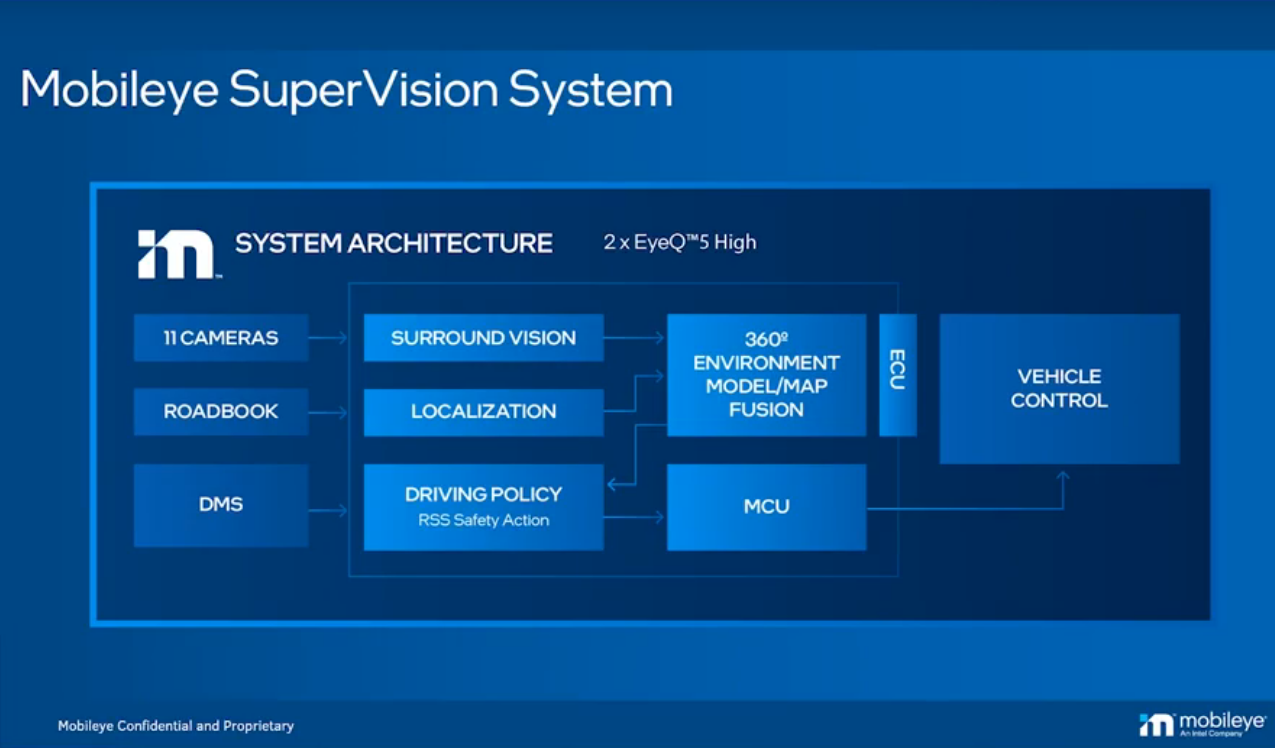 Mobileye SuperVision System
SYSTEM ARCHITECTURE
2 x EyeQ™5 High
™
11 CAMERAS
SURROUND VISION
360º
ENVIRONMENT
MODEL/MAP
FUSION
ECU
VEHICLE
CONTROL
ROADBOOK
LOCALIZATION
DMS
DRIVING POLICY
RSS Safety Action
MCU
Mobileye Confidential and Proprietary
mobileye
An Intel Company